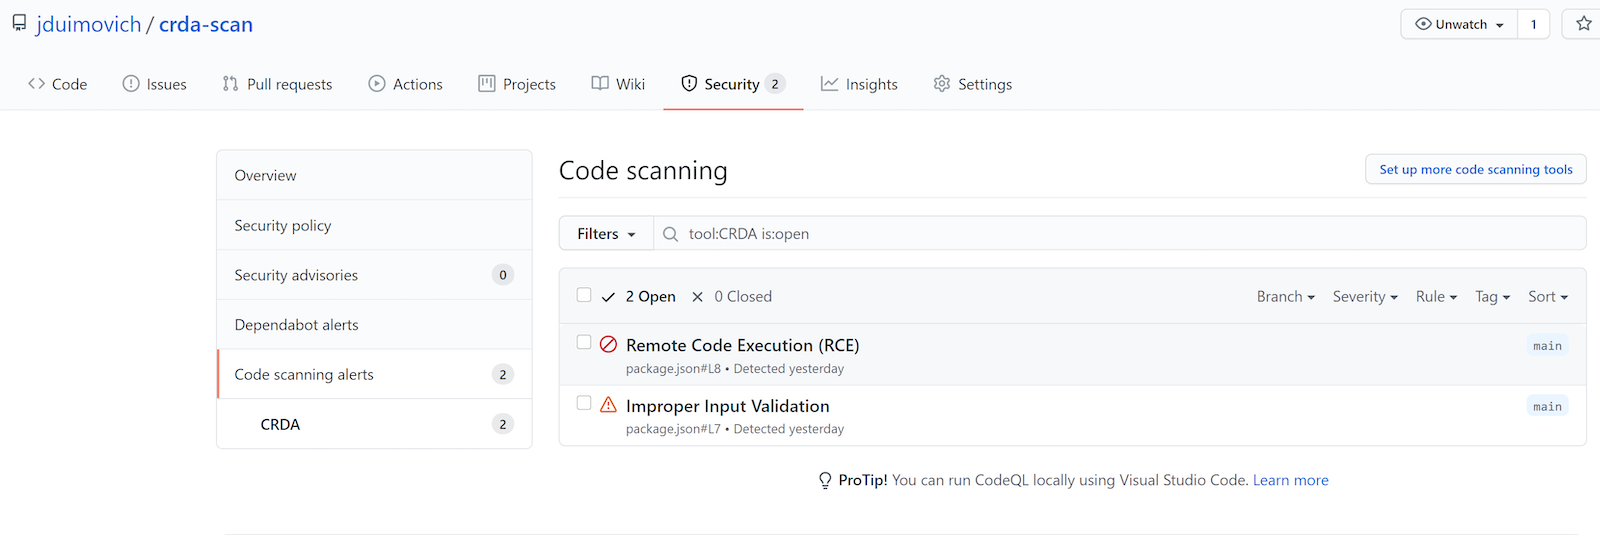 jduimovich / crda-scan
Unwatch 1
Code Issues Pull requests Actions Projects Wiki Security 2 Insights Settings
Overview
Security policy
Security advisories 0
Dependabot alerts
Code scanning alerts 2
CRDA 2
Code scanning
Set up more code scanning tools
Filters tool:CRDA is:open
2 Open 0 Closed Branch Severity Rule Tag Sort
Remote Code Execution (RCE) main
package.json#L8 • Detected yesterday
Improper Input Validation main
package.json#L7 • Detected yesterday
ProTip! You can run CodeQL locally using Visual Studio Code. Learn more